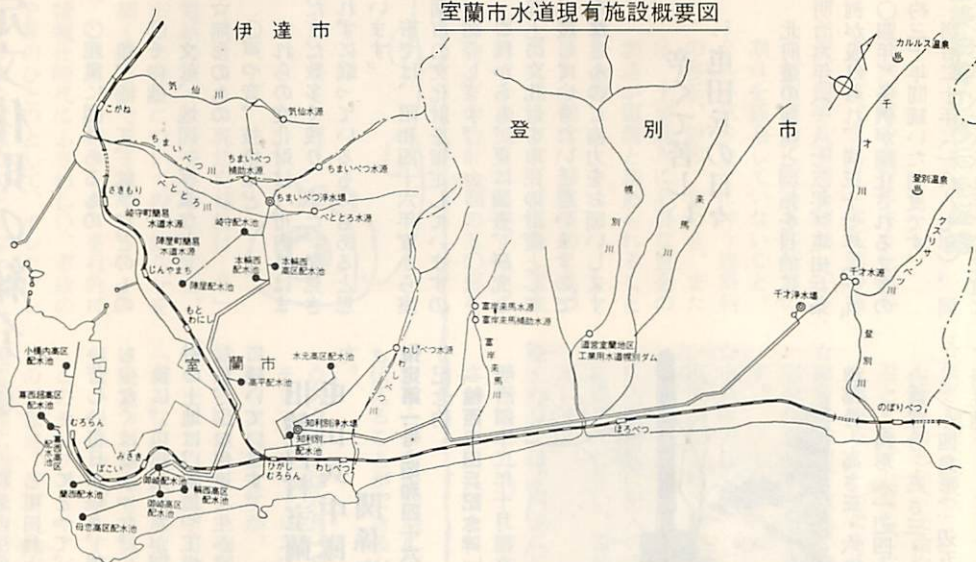 室蘭市水道現有施設概要図
伊達市
登別市
室蘭市
カルルス温泉
登別温泉
千才川
クスリサンベツ川
登別川
千才水源
千才浄水場
のぼりべつ
来馬川
幌別川
道営室蘭地区
工業用水道幌別ダム
ほろべつ
富岸来馬水源
富岸来馬補助水源
富岸来馬川
気仙川
気仙水源
こがね
ちまいべつ川
ちまいべつ
補助水源
ちまいべつ水源
ちまいべつ浄水場
ぺととろ川
ぺととろ水源
さきもり
崎守町簡易
水道水源
崎守配水池
陣屋町簡易
水道水源
じんやまち
陣屋配水池
本輪西
配水池
本輪西
高区配水池
もと
わにし
水元高区配水池
わしべつ水源
わしべつ川
高平配水池
知利別浄水場
知利別
配水池
ひがし
むろらん
わしべつ
小橋内高区
配水池
幕西超高区
配水池
幕西高区
配水池
むろらん
ぼこい
みさき
蘭西配水池
母恋高区配水池
御崎配水池
御崎高区
配水池
輪西高区
配水池